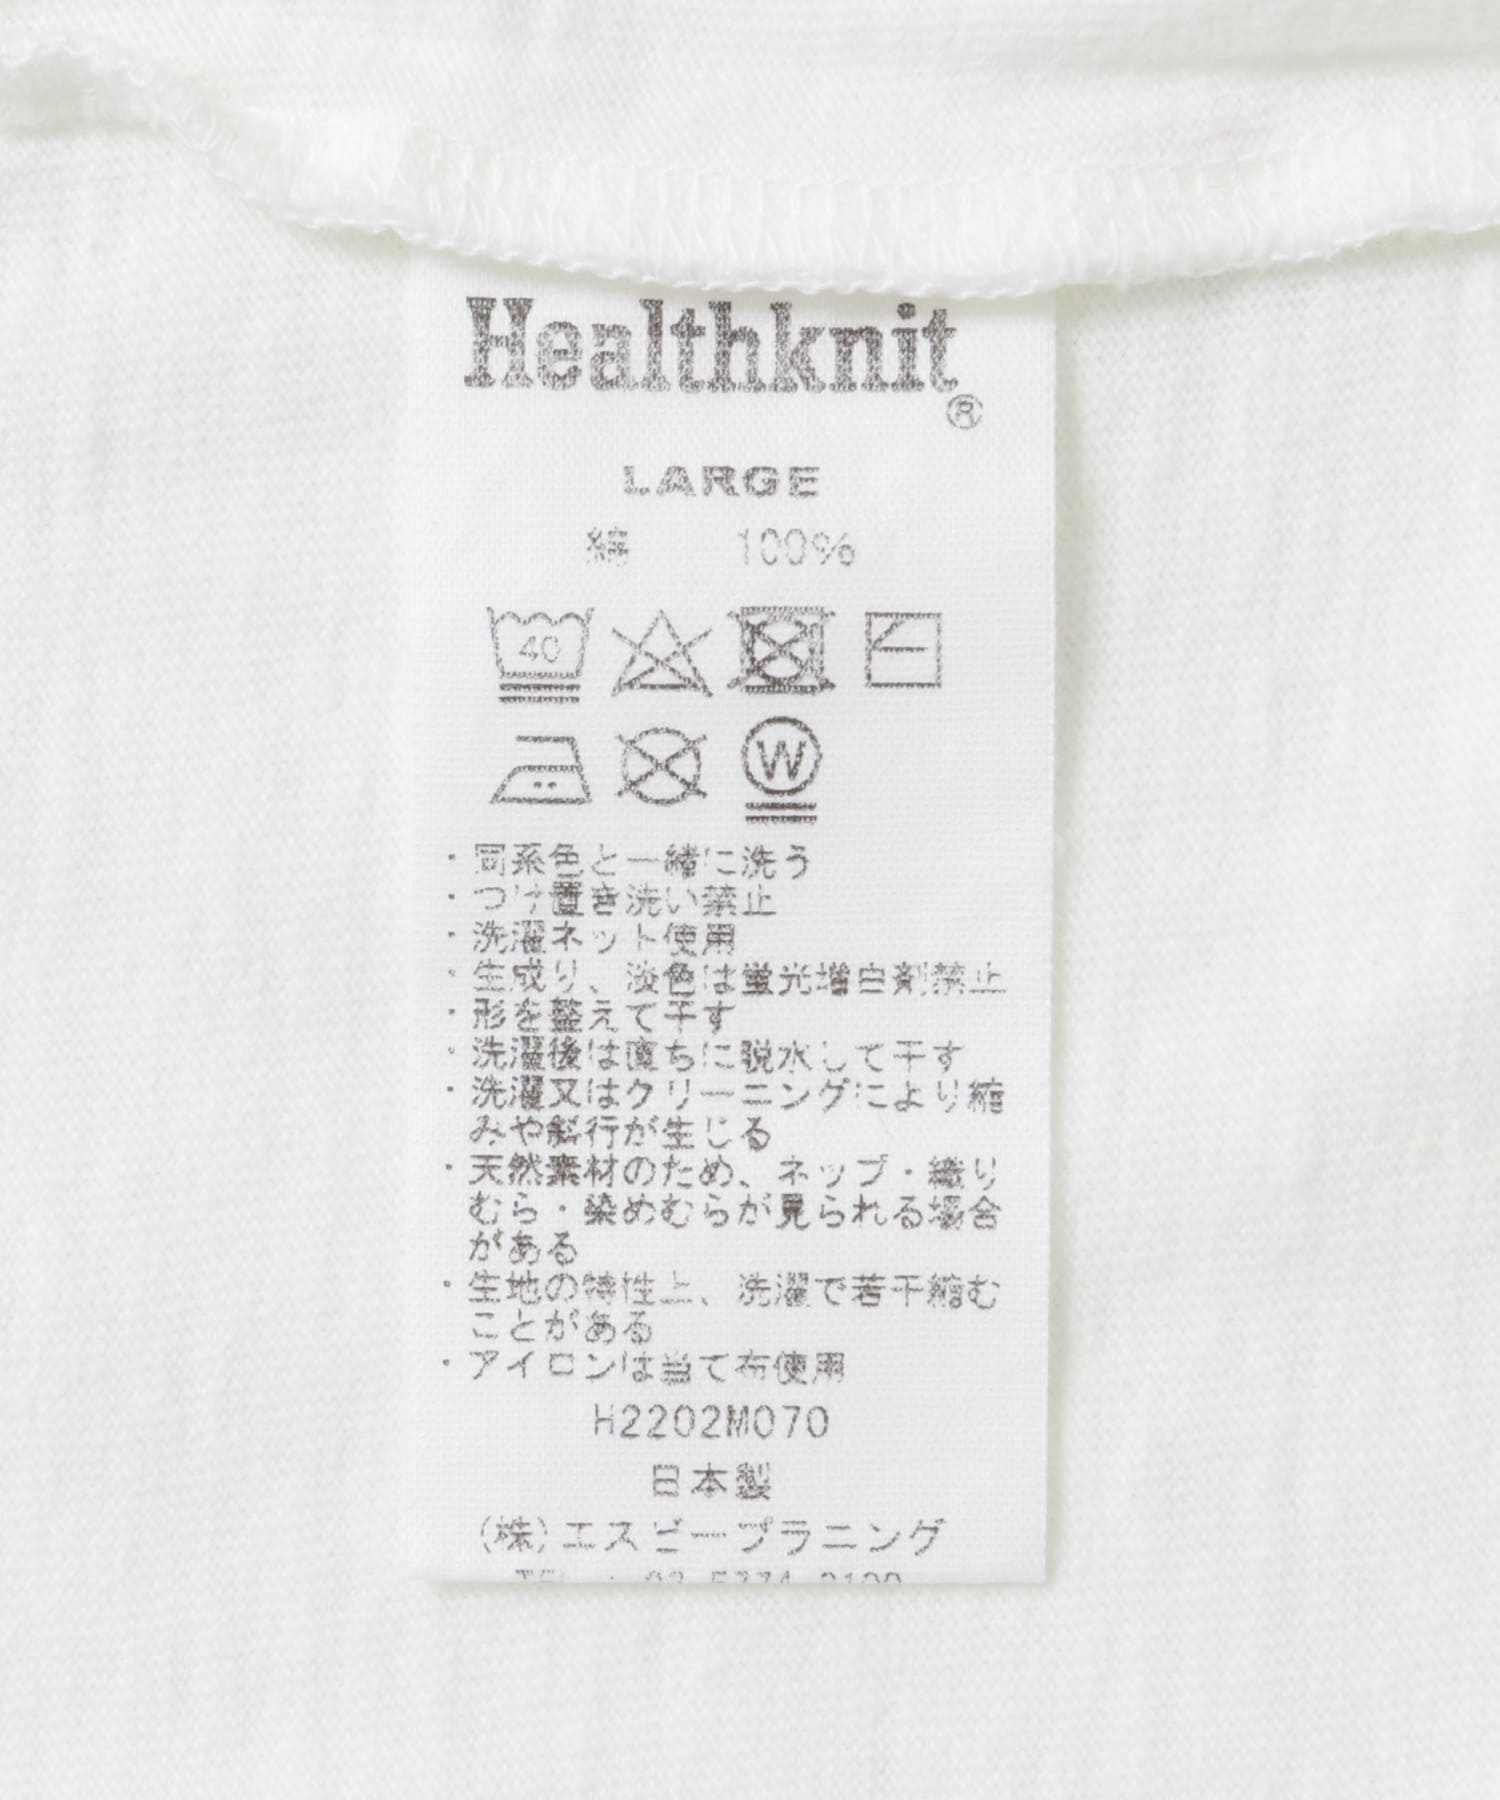 Healthknit
®
LARGE
綿 100%
40
W
・同系色と一緒に洗う
・つけ置き洗い禁止
・洗濯ネット使用
・生成り、淡色は蛍光増白剤禁止
・形を整えて干す
・洗濯後は直ちに脱水して干す
・洗濯又はクリーニングにより縮
みや斜行が生じる
・天然素材のため、ネップ・織り
むら・染めむらが見られる場合
がある
・生地の特性上、洗濯で若干縮む
ことがある
・アイロンは当て布使用
H2202M070
日本製
(株)エスビープラニング
TEL :